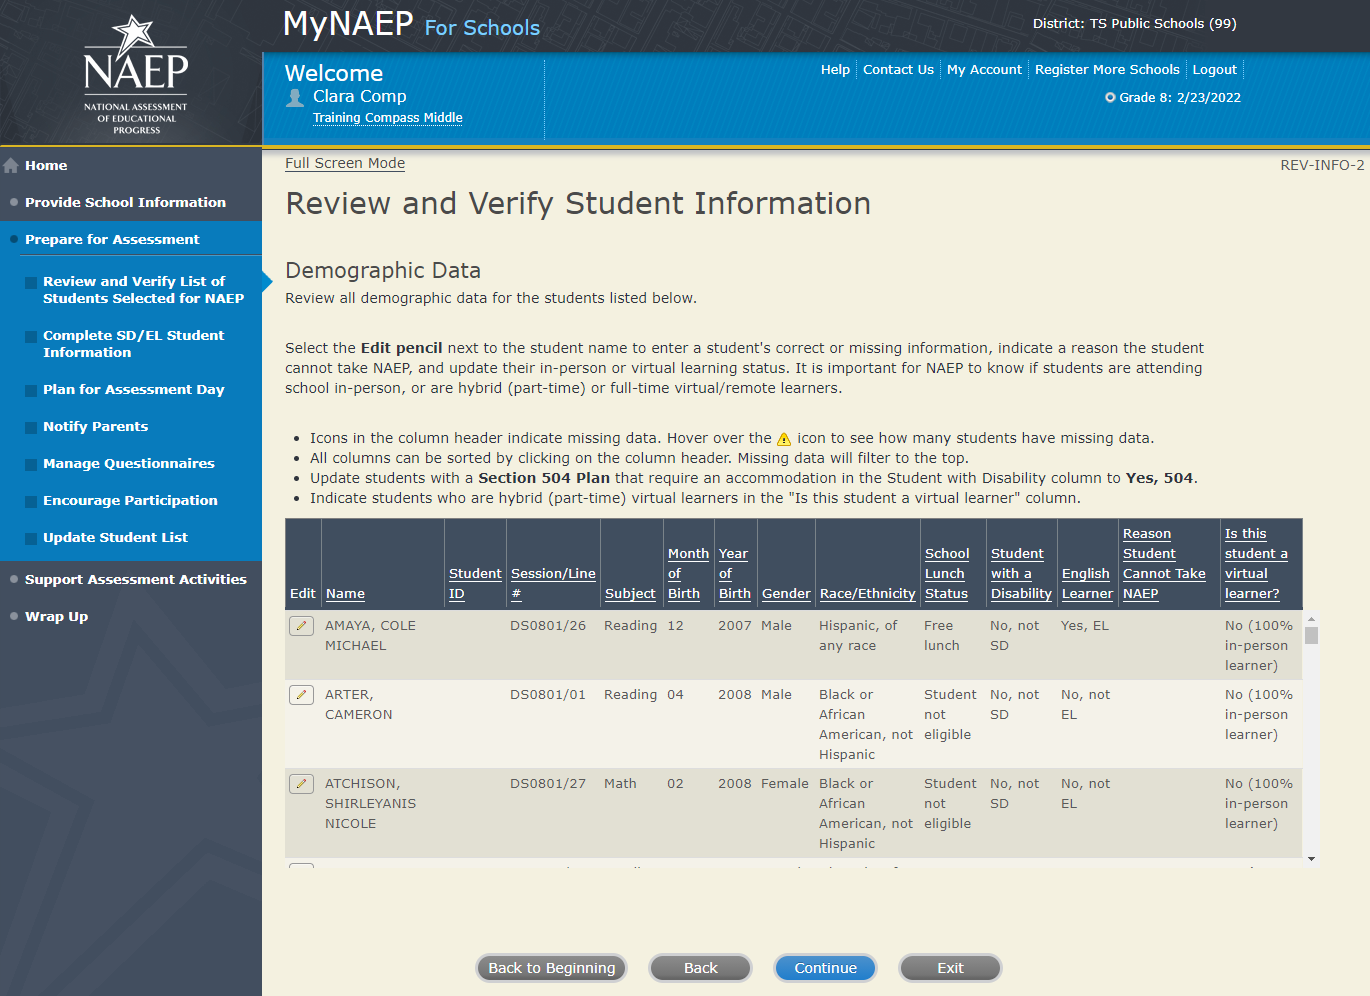 NAEP
NATIONAL ASSESSMENT
OF EDUCATIONAL
PROGRESS
MyNAEP For Schools
District: TS Public Schools (99)
Welcome
Clara Comp
Training Compass Middle
Help Contact Us My Account Register More Schools Logout
Grade 8: 2/23/2022
Home
Provide School Information
Prepare for Assessment
Review and Verify List of
Students Selected for NAEP
Complete SD/EL Student
Information
Plan for Assessment Day
Notify Parents
Manage Questionnaires
Encourage Participation
Update Student List
Support Assessment Activities
Wrap Up
Full Screen Mode
REV-INFO-2
Review and Verify Student Information
Demographic Data
Review all demographic data for the students listed below.
Select the Edit pencil next to the student name to enter a student's correct or missing information, indicate a reason the student
cannot take NAEP, and update their in-person or virtual learning status. It is important for NAEP to know if students are attending
school in-person, or are hybrid (part-time) or full-time virtual/remote learners.
• Icons in the column header indicate missing data. Hover over the icon to see how many students have missing data.
• All columns can be sorted by clicking on the column header. Missing data will filter to the top.
• Update students with a Section 504 Plan that require an accommodation in the Student with Disability column to Yes, 504.
• Indicate students who are hybrid (part-time) virtual learners in the "Is this student a virtual learner" column.
Reason Is this
Month Year School Student Student student a
Student Session/Line of of Lunch with a English Cannot Take virtual
Edit Name ID # Subject Birth Birth Gender Race/Ethnicity Status Disability Learner NAEP learner?
AMAYA, COLE DS0801/26 Reading 12 2007 Male Hispanic, of Free No, not Yes, EL No (100%
MICHAEL any race lunch SD in-person
learner)
ARTER, DS0801/01 Reading 04 2008 Male Black or Student No, not No, not No (100%
CAMERON African not SD EL in-person
American, not eligible learner)
Hispanic
ATCHISON, DS0801/27 Math 02 2008 Female Black or Student No, not No, not No (100%
SHIRLEYANIS African not SD EL in-person
NICOLE American, not eligible learner)
Hispanic
Back to Beginning Back Continue Exit